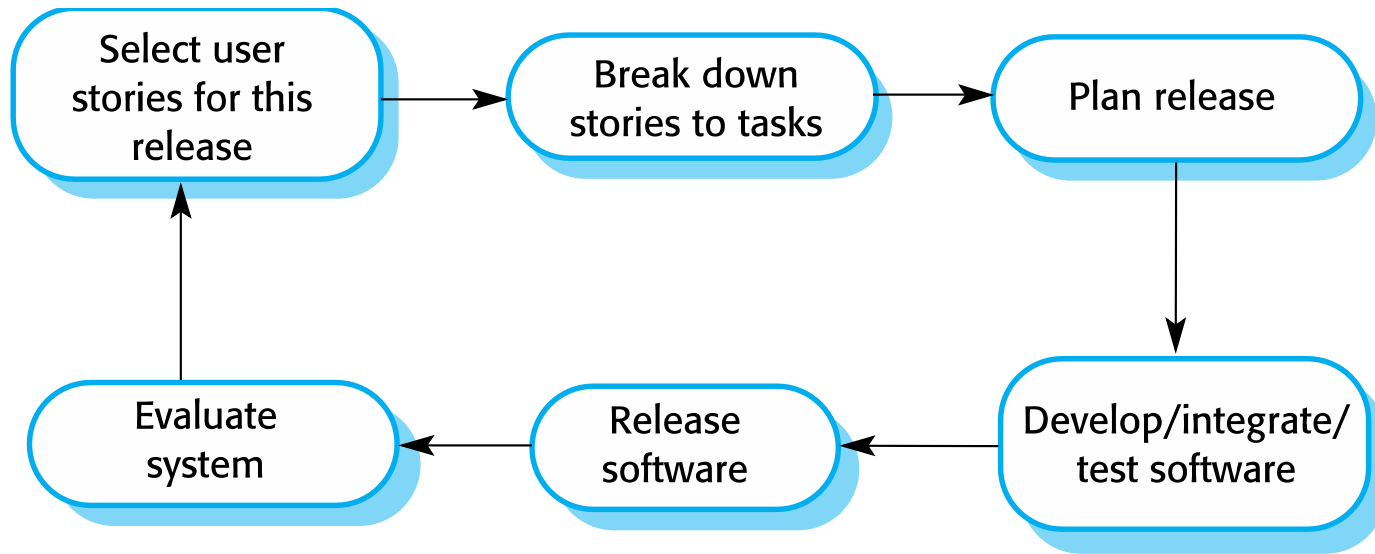 Select user
stories for this
release
Break down
stories to tasks
Plan release
Develop/integrate/
test software
Release
software
Evaluate
system